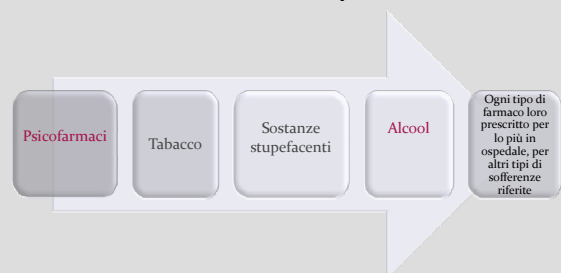 Psicofarmaci
Tabacco
Sostanze
stupefacenti
Alcool
Ogni tipo di
farmaco loro
prescritto per
lo più in
ospedale, per
altri tipi di
sofferenze
riferite